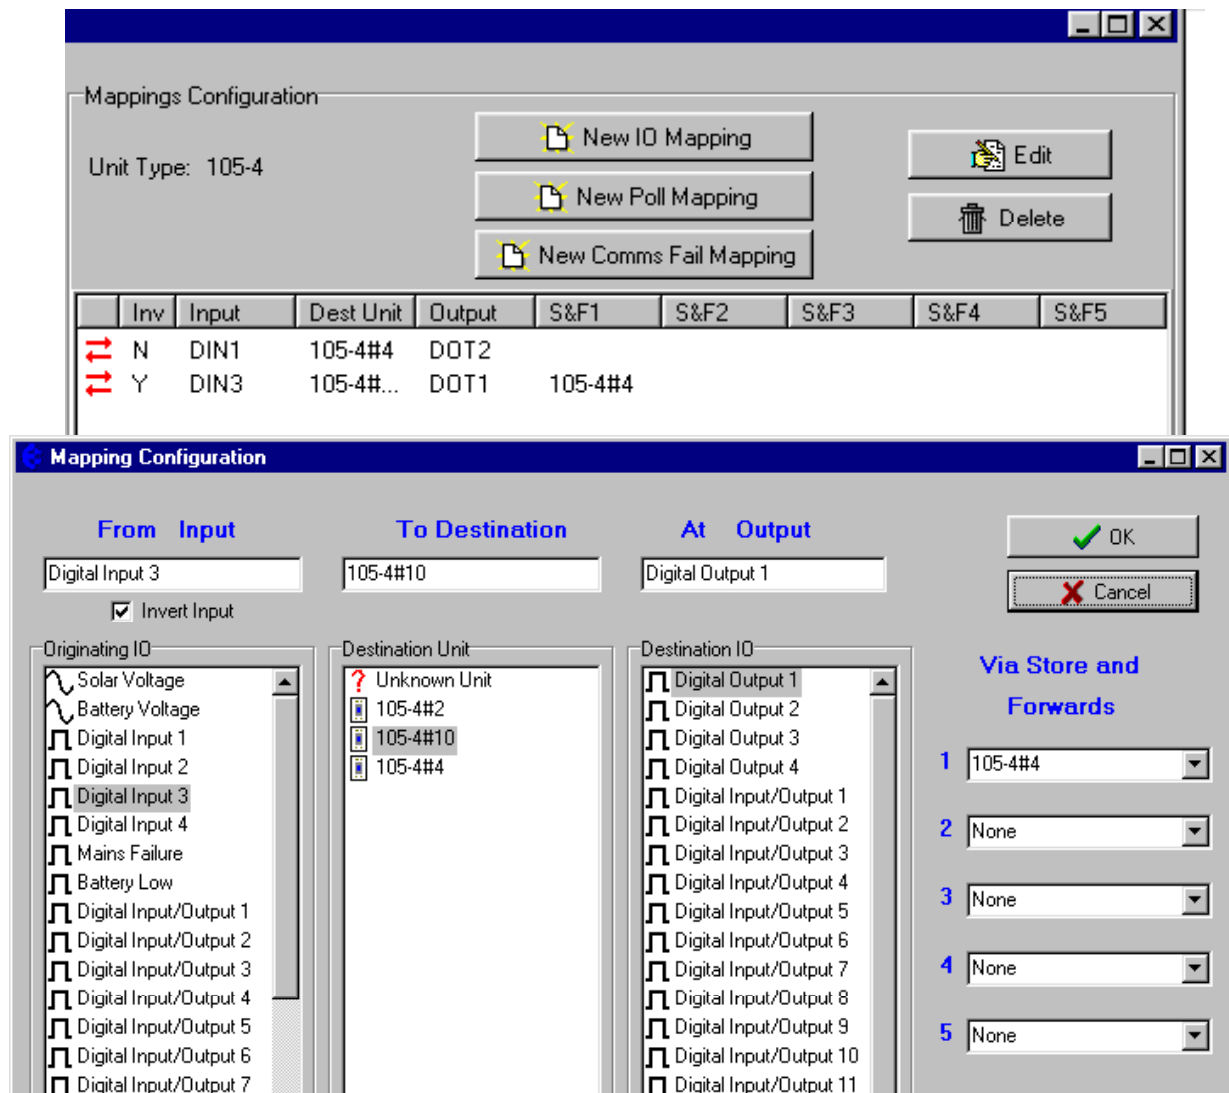 Mappings Configuration
Unit Type: 105-4
New IO Mapping
New Poll Mapping
New Comms Fail Mapping
Edit
Delete
Inv Input Dest Unit Output S&F1 S&F2 S&F3 S&F4 S&F5
N DIN1 105-4#4 DOT2
Y DIN3 105-4#... DOT1 105-4#4
Mapping Configuration
From Input To Destination At Output
Digital Input 3 105-4#10 Digital Output 1
Invert Input
OK
Cancel
Originating IO
Solar Voltage
Battery Voltage
Digital Input 1
Digital Input 2
Digital Input 3
Digital Input 4
Mains Failure
Battery Low
Digital Input/Output 1
Digital Input/Output 2
Digital Input/Output 3
Digital Input/Output 4
Digital Input/Output 5
Digital Input/Output 6
Digital Input/Output 7
Destination Unit
Unknown Unit
105-4#2
105-4#10
105-4#4
Destination IO
Digital Output 1
Digital Output 2
Digital Output 3
Digital Output 4
Digital Input/Output 1
Digital Input/Output 2
Digital Input/Output 3
Digital Input/Output 4
Digital Input/Output 5
Digital Input/Output 6
Digital Input/Output 7
Digital Input/Output 8
Digital Input/Output 9
Digital Input/Output 10
Digital Input/Output 11
Via Store and
Forwards
1 105-4#4
2 None
3 None
4 None
5 None